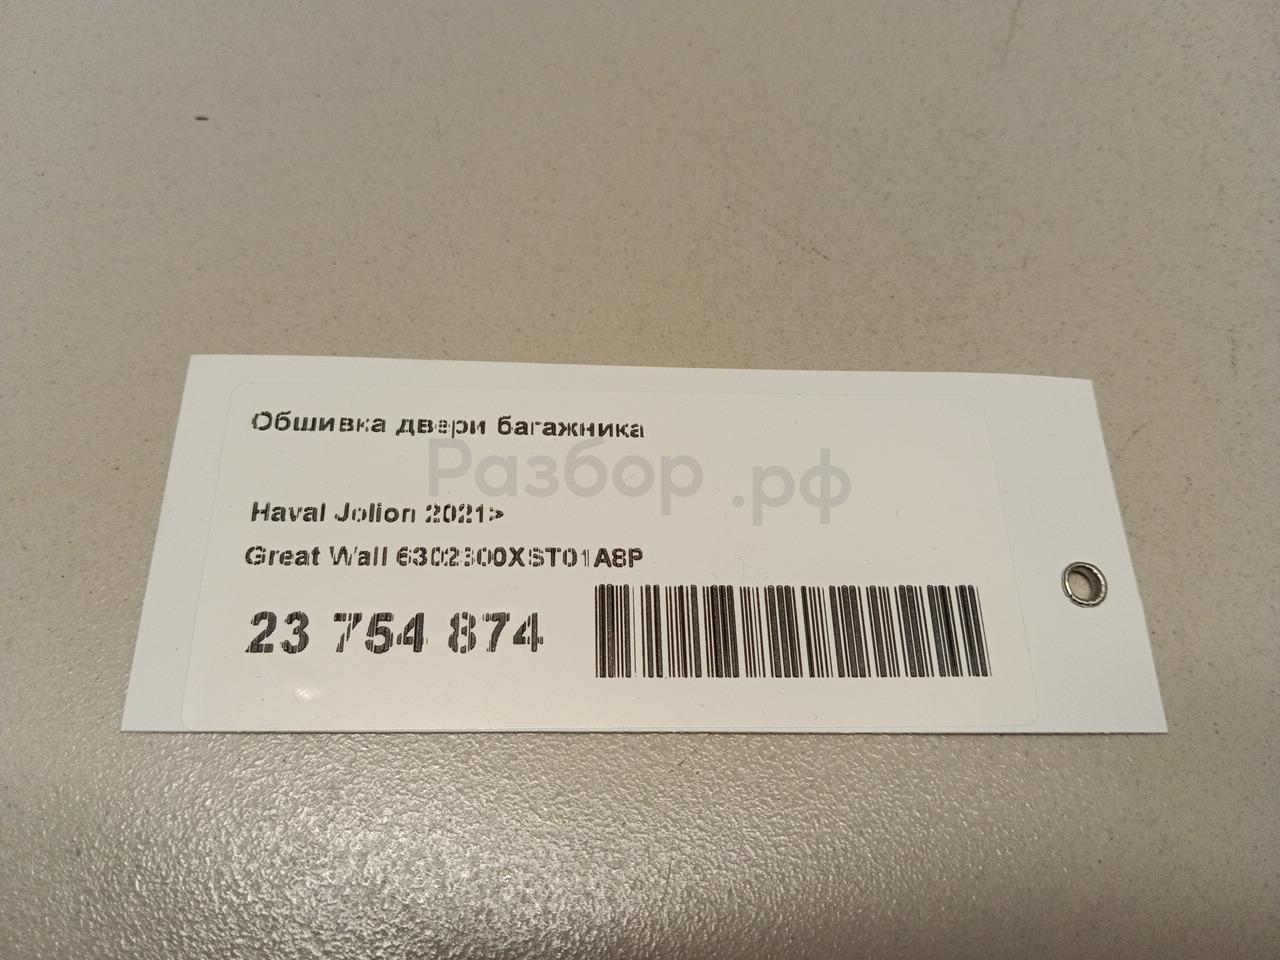 Обшивка двери багажника
Разбор.рф
Haval Jolion 2021>
Great Wall 6302300XST01A8P
23 754 874